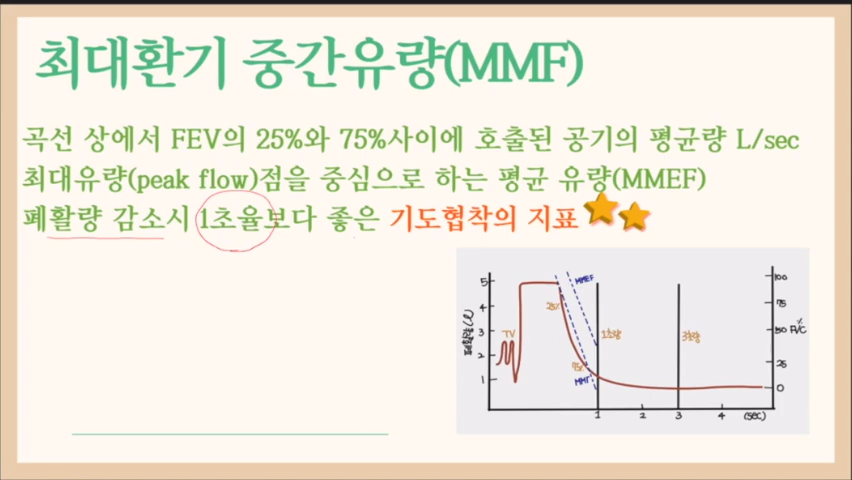 최대환기 중간유량(MMF)
곡선 상에서 FEV의 25%와 75%사이에 호출된 공기의 평균량 L/sec
최대유량(peak flow)점을 중심으로 하는 평균 유량(MMEF)
폐활량 감소시 1초율보다 좋은 기도협착의 지표
폐활량(ℓ)
5
4
3
2
1
TV
25%
75%
MMEF
MMF
1초량
3초량
1
2
3
4
(sec)
100
75
50
25
0
%